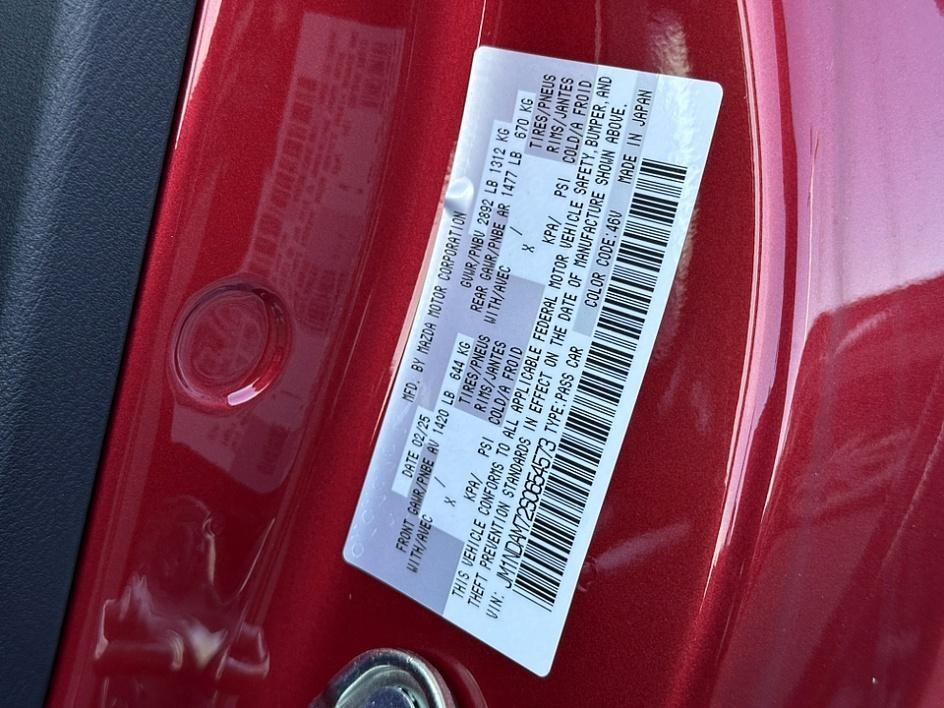 MFD. BY MAZDA MOTOR CORPORATION
DATE 02/25 GVWR/PNBV 2892 LB 1312 KG
FRONT GAWR/PNBE AV 1420 LB 644 KG REAR GAWR/PNBE AR 1477 LB 670 KG
WITH/AVEC TIRES/PNEUS WITH/AVEC TIRES/PNEUS
X / RIMS/JANTES X / RIMS/JANTES
KPA/ PSI COLD/A FROID KPA/ PSI COLD/A FROID
THIS VEHICLE CONFORMS TO ALL APPLICABLE FEDERAL MOTOR VEHICLE SAFETY, BUMPER, AND
THEFT PREVENTION STANDARDS IN EFFECT ON THE DATE OF MANUFACTURE SHOWN ABOVE.
VIN: JM1NDAM72S0654573 TYPE:PASS CAR COLOR CODE:46V MADE IN JAPAN